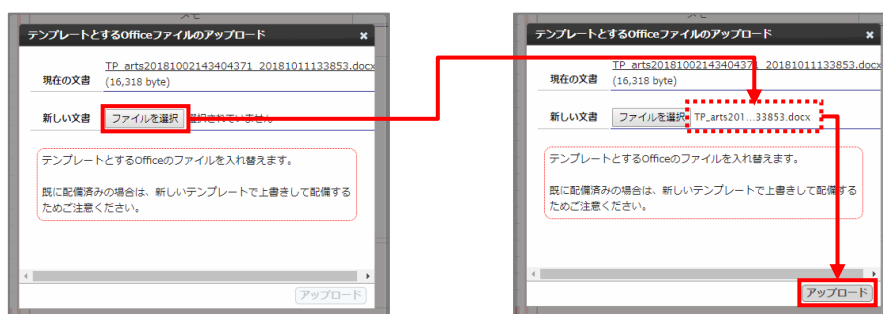 テンプレートとするOfficeファイルのアップロード ×
現在の文書
TP_arts20181002143404371_20181011133853.docx
(16,318 byte)
新しい文書 ファイルを選択 選択されていません
テンプレートとするOfficeのファイルを入れ替えます。
既に配備済みの場合は、新しいテンプレートで上書きして配備する
ためご注意ください。
アップロード
テンプレートとするOfficeファイルのアップロード ×
現在の文書
TP_arts20181002143404371_20181011133853.docx
(16,318 byte)
新しい文書 ファイルを選択 TP_arts201...33853.docx
テンプレートとするOfficeのファイルを入れ替えます。
既に配備済みの場合は、新しいテンプレートで上書きして配備する
ためご注意ください。
アップロード